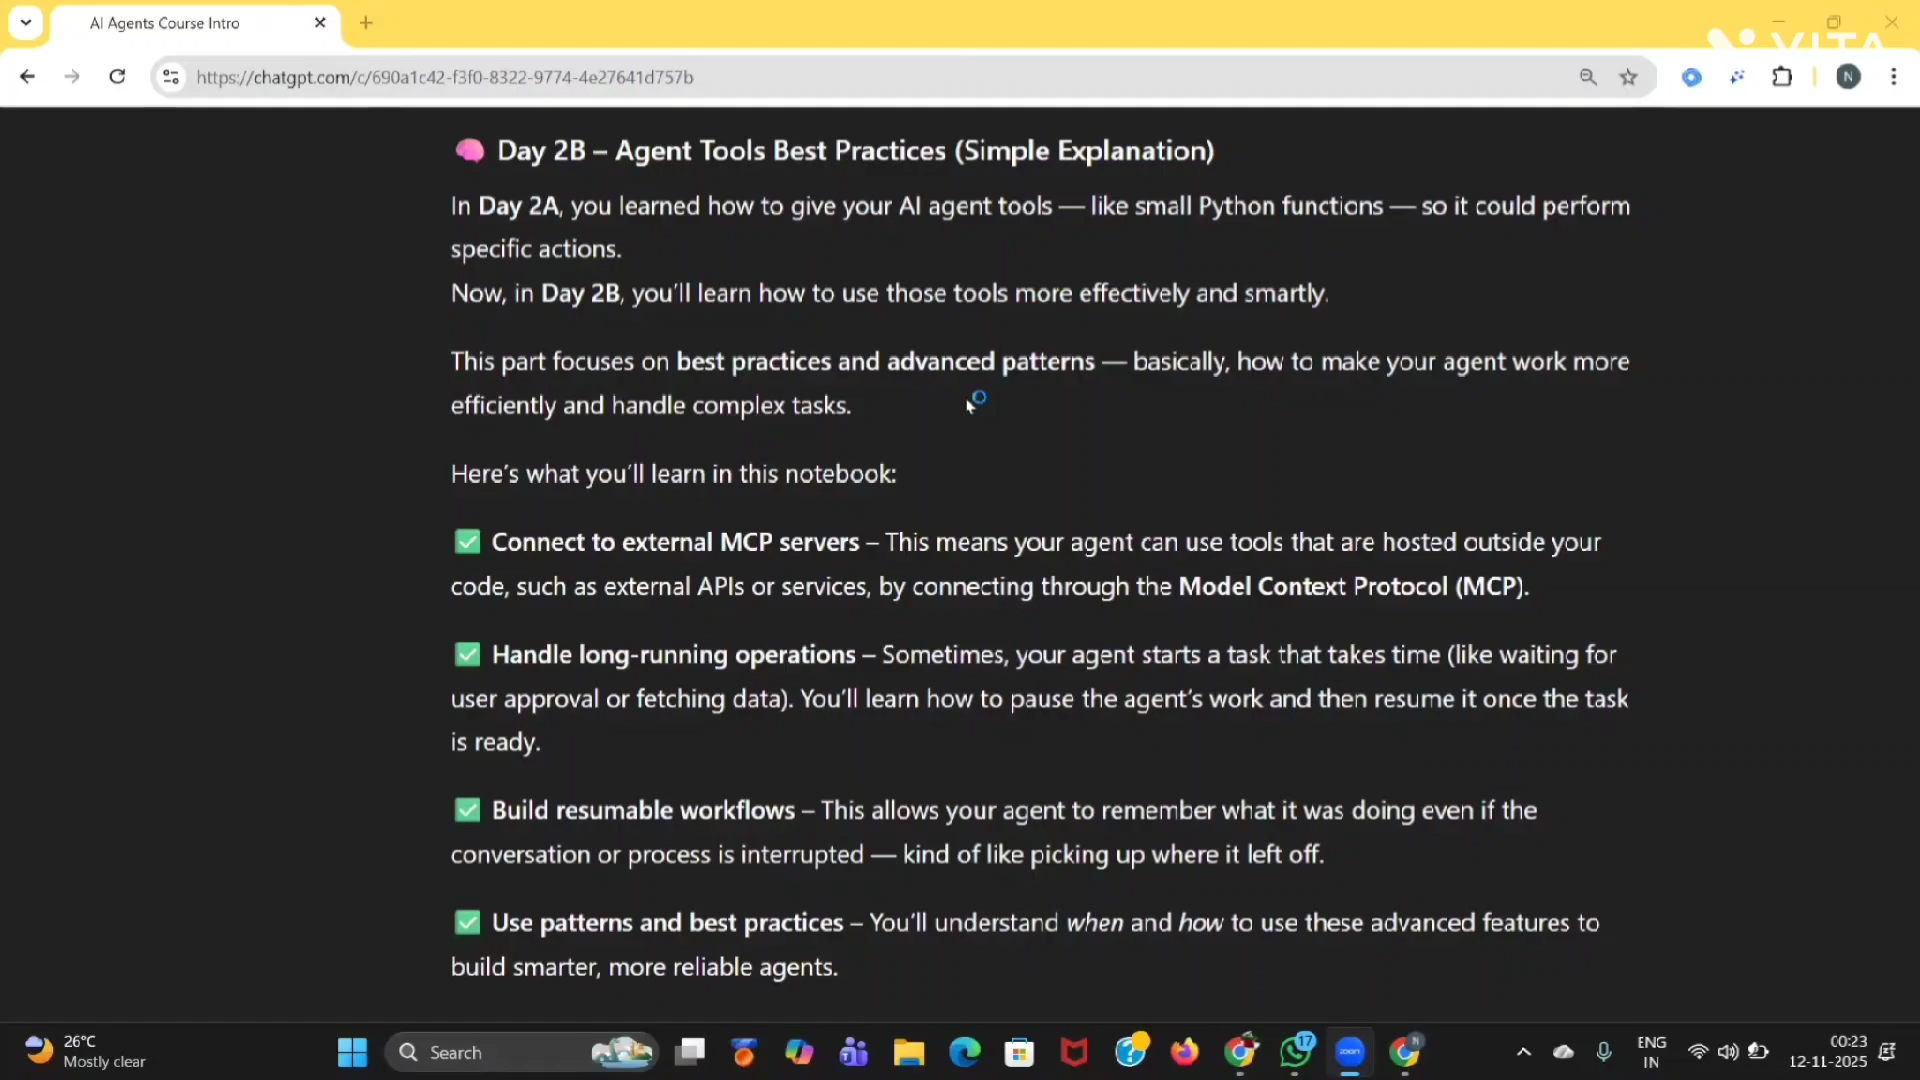 AI Agents Course Intro
VITA
https://chatgpt.com/c/690a1c42-f3f0-8322-9774-4e27641d757b
N
Day 2B – Agent Tools Best Practices (Simple Explanation)
In Day 2A, you learned how to give your AI agent tools — like small Python functions — so it could perform
specific actions.
Now, in Day 2B, you'll learn how to use those tools more effectively and smartly.
This part focuses on best practices and advanced patterns — basically, how to make your agent work more
efficiently and handle complex tasks.
Here's what you'll learn in this notebook:
Connect to external MCP servers – This means your agent can use tools that are hosted outside your
code, such as external APIs or services, by connecting through the Model Context Protocol (MCP).
Handle long-running operations – Sometimes, your agent starts a task that takes time (like waiting for
user approval or fetching data). You'll learn how to pause the agent's work and then resume it once the task
is ready.
Build resumable workflows – This allows your agent to remember what it was doing even if the
conversation or process is interrupted — kind of like picking up where it left off.
Use patterns and best practices – You'll understand when and how to use these advanced features to
build smarter, more reliable agents.
26°C
Mostly clear
Search
17
zoom
N
ENG
IN
00:23
12-11-2025